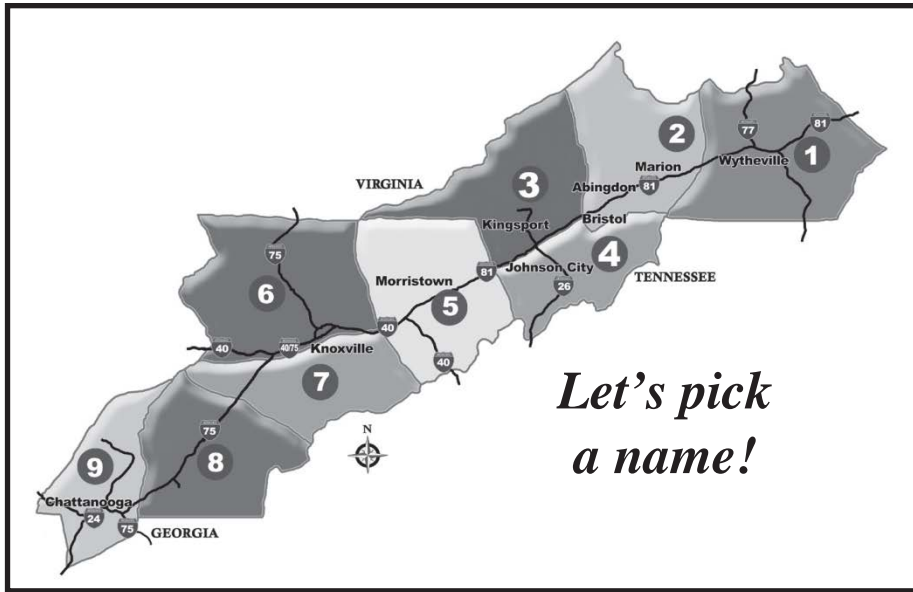 2
81
77
1
Marion
Wytheville
3
VIRGINIA
Abingdon
81
Kingsport
Bristol
4
75
Johnson City
TENNESSEE
81
26
6
Morristown
5
40
40
40/75
Knoxville
40
7
Let's pick
a name!
N
75
8
9
Chattanooga
24
75
GEORGIA